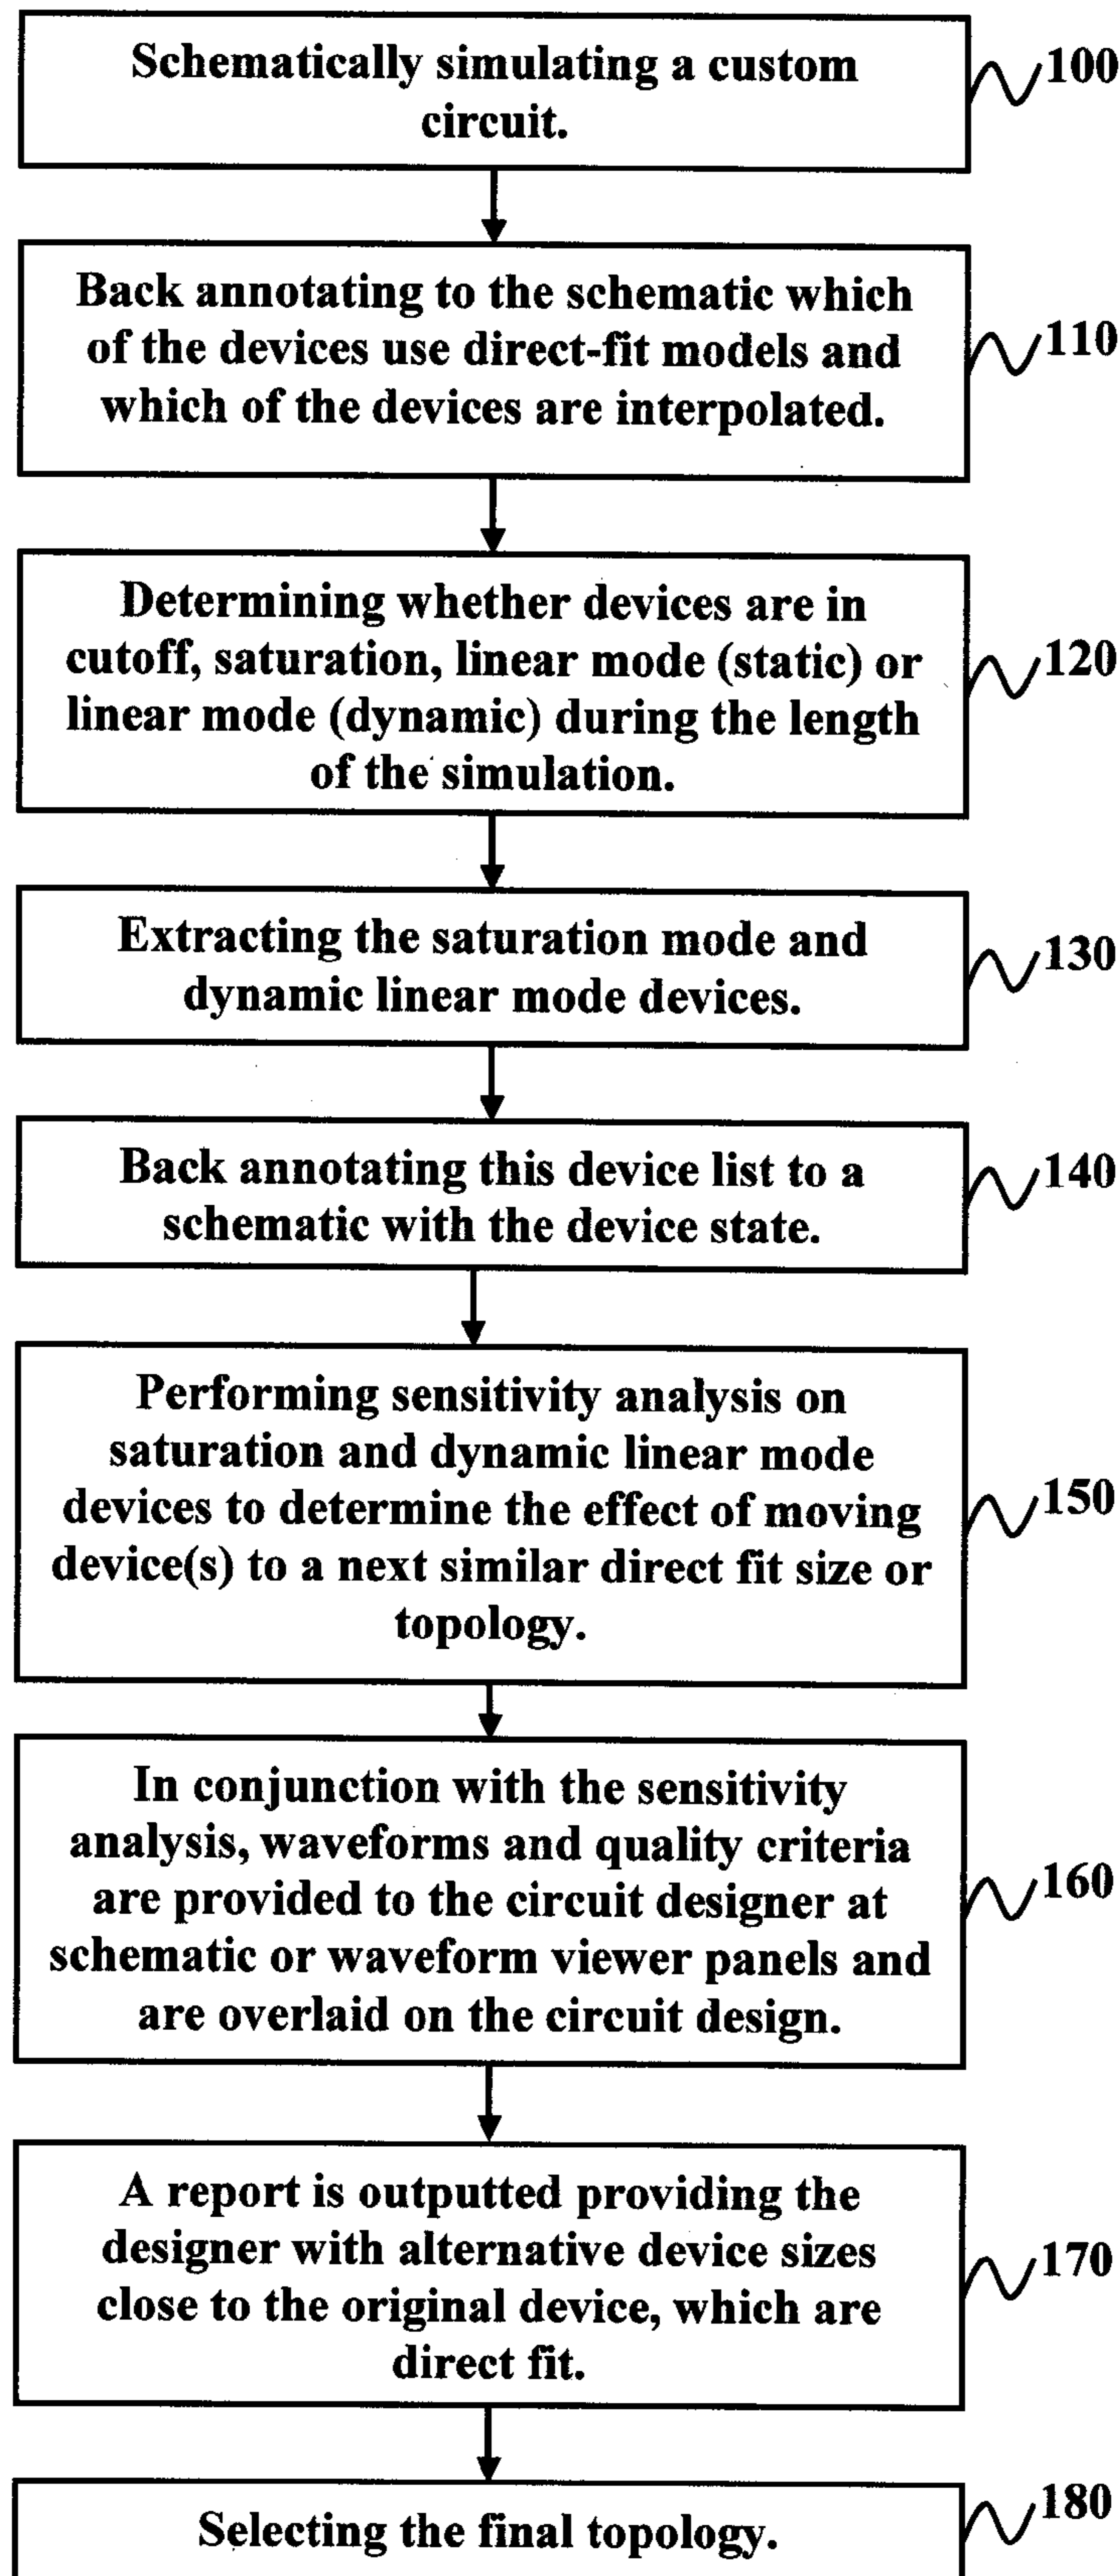 Schematically simulating a custom
circuit.
100
Back annotating to the schematic which
of the devices use direct-fit models and
which of the devices are interpolated.
110
Determining whether devices are in
cutoff, saturation, linear mode (static) or
linear mode (dynamic) during the length
of the simulation.
120
Extracting the saturation mode and
dynamic linear mode devices.
130
Back annotating this device list to a
schematic with the device state.
140
Performing sensitivity analysis on
saturation and dynamic linear mode
devices to determine the effect of moving
device(s) to a next similar direct fit size or
topology.
150
In conjunction with the sensitivity
analysis, waveforms and quality criteria
are provided to the circuit designer at
schematic or waveform viewer panels and
are overlaid on the circuit design.
160
A report is outputted providing the
designer with alternative device sizes
close to the original device, which are
direct fit.
170
Selecting the final topology.
180